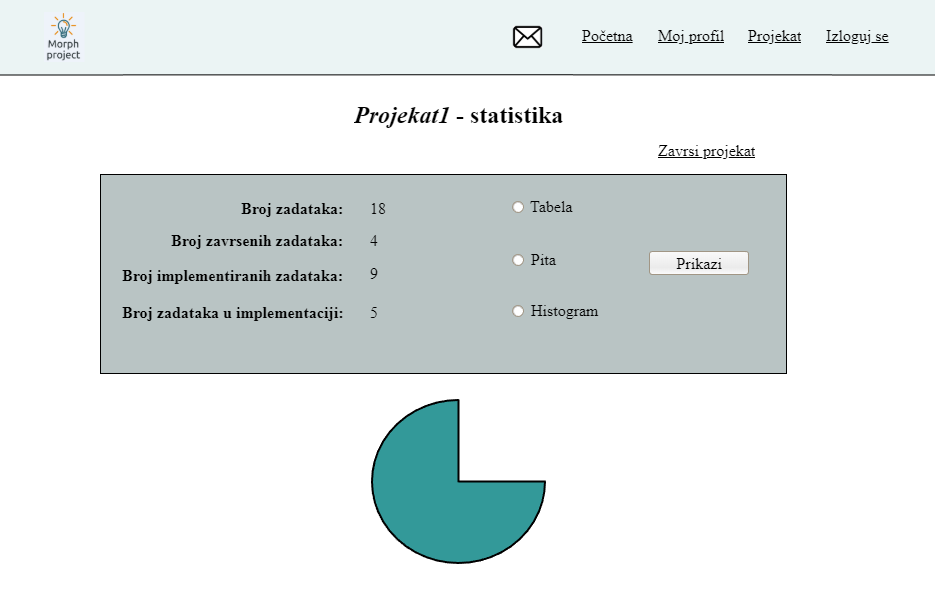 Morph
project
Početna Moj profil Projekat Izloguj se
Projekat1 - statistika
Zavrsi projekat
Broj zadataka: 18
Broj zavrsenih zadataka: 4
Broj implementiranih zadataka: 9
Broj zadataka u implementaciji: 5
Tabela
Pita
Histogram
Prikazi